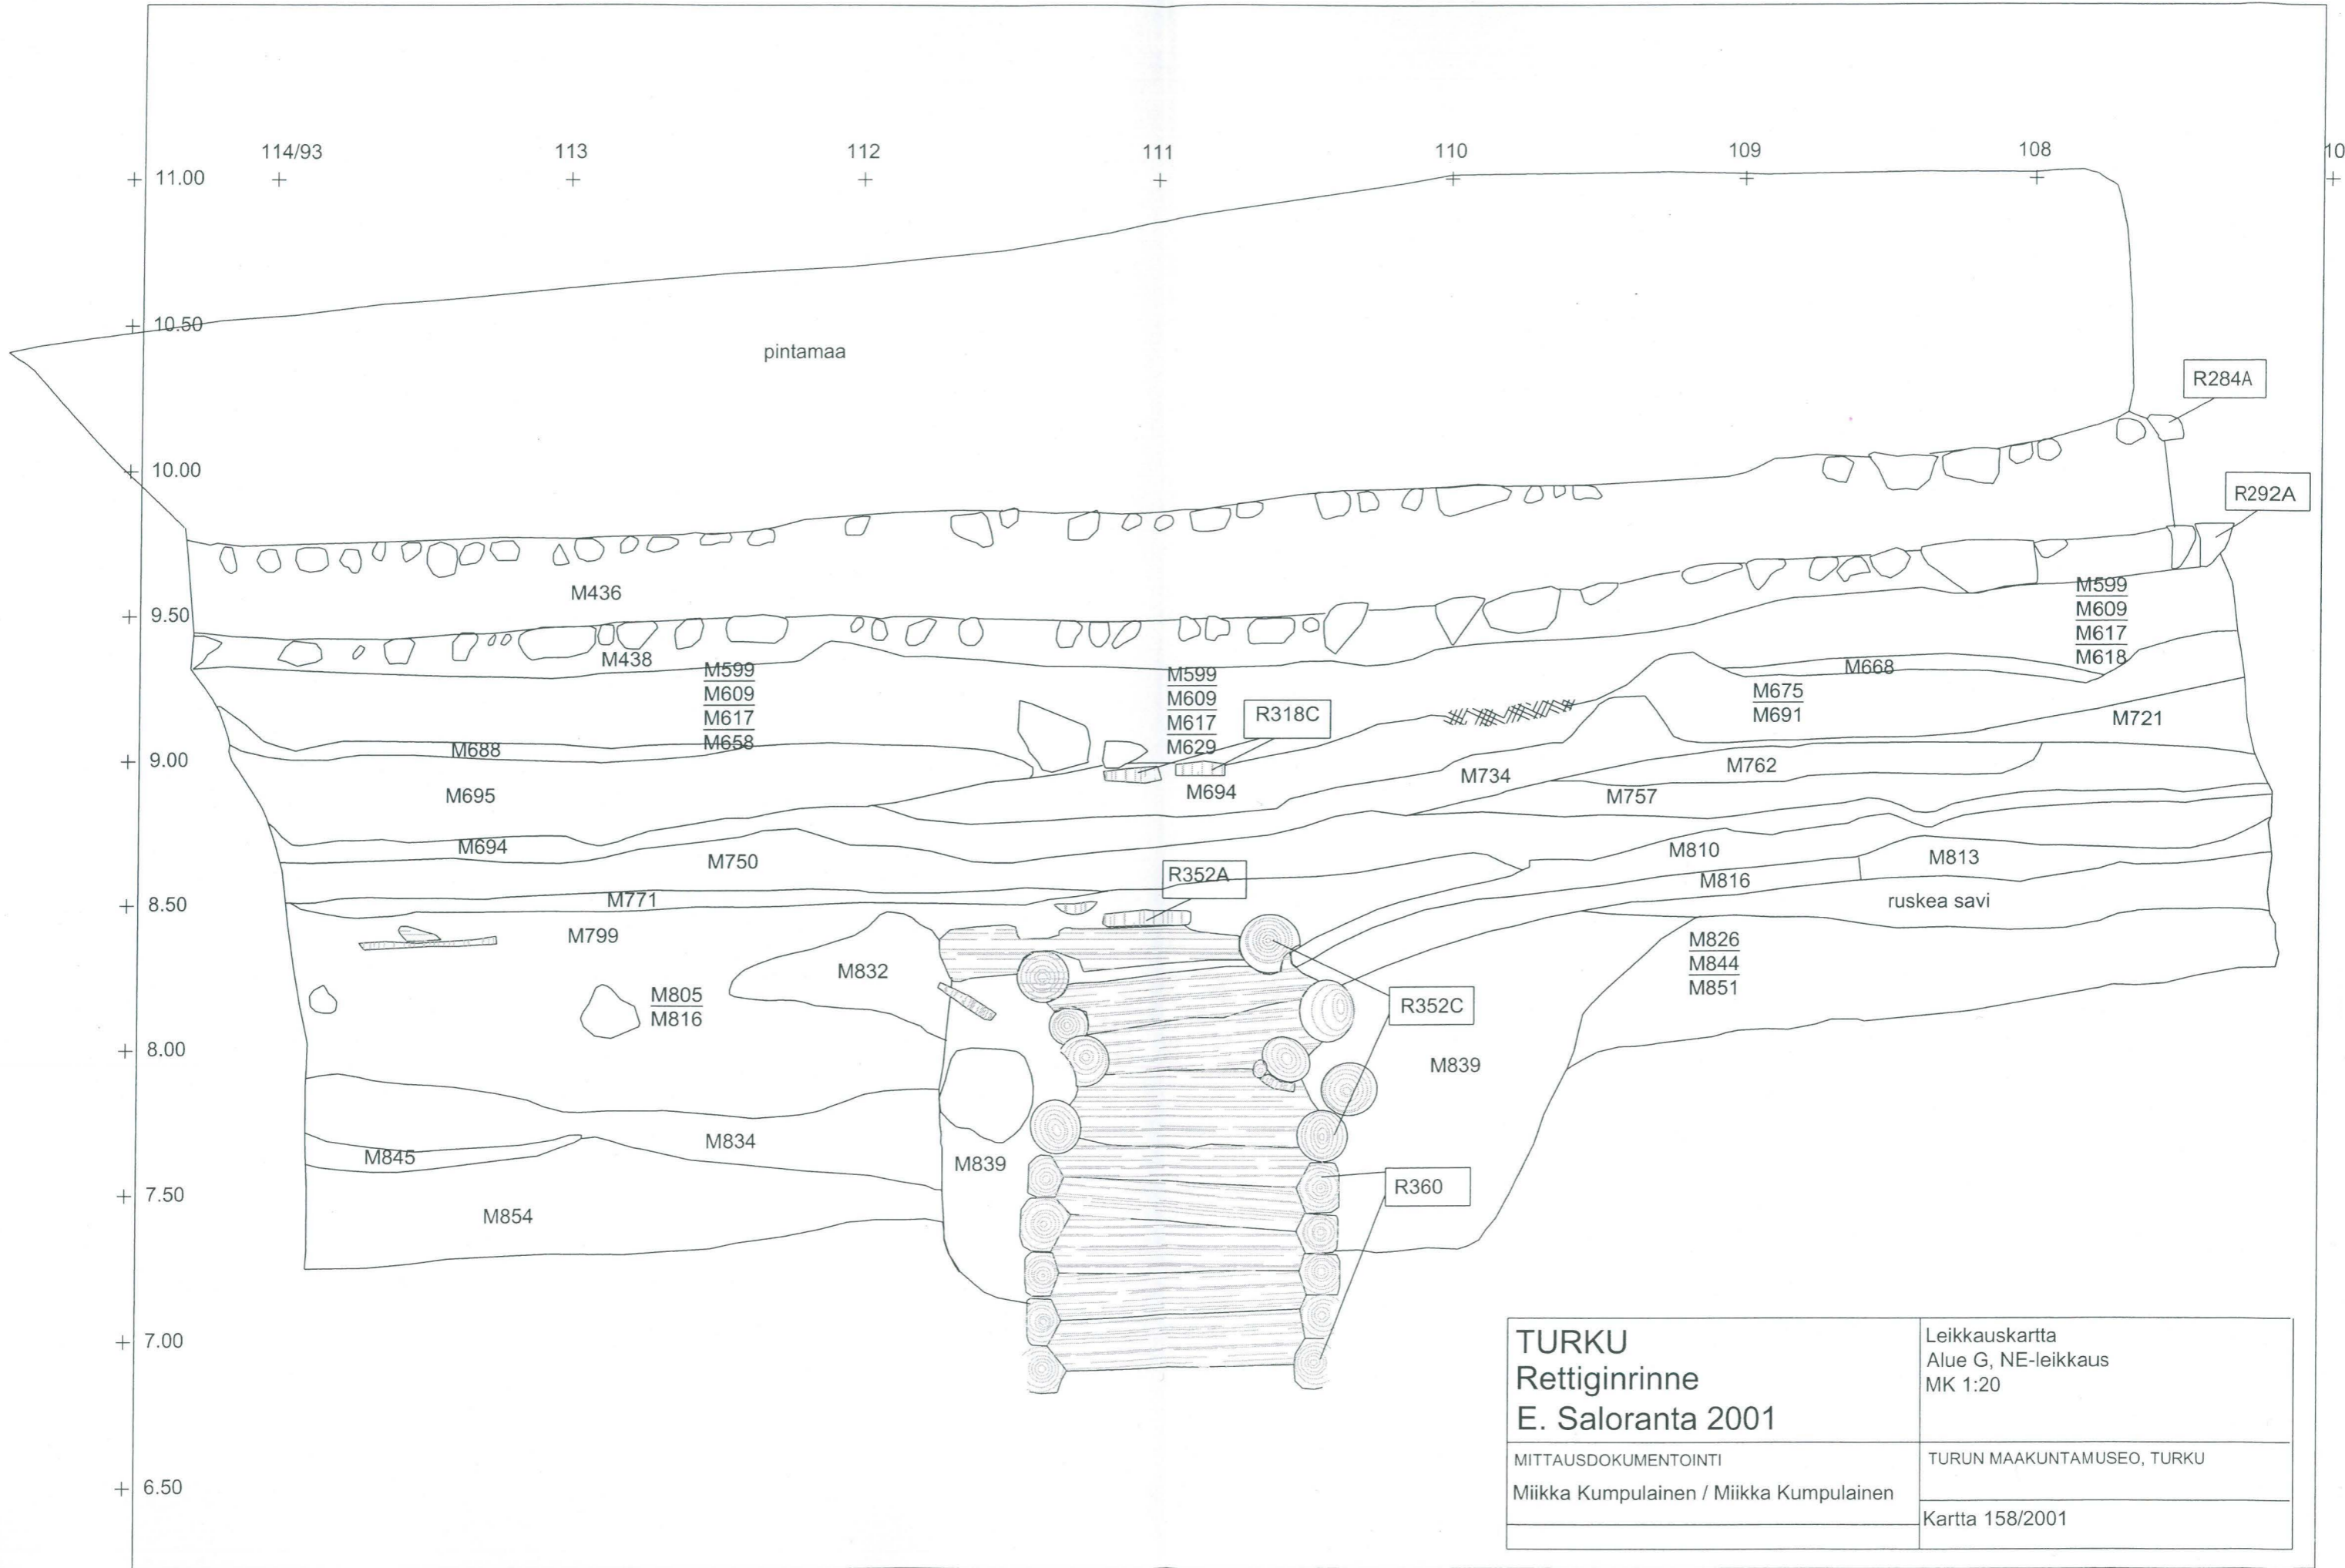 114/93 113 112 111 110 109 108 10
11.00
10.50
pintamaa
R284A
10.00
R292A
M436
9.50
M438
M599
M609
M617
M658
M599
M609
M617
M629
R318C
M599
M609
M617
M618
M668
M675
M691
M721
M688
9.00
M695
M694
M734
M762
M757
M694
M750
M810
M813
R352A
M816
M771
8.50
ruskea savi
M799
M832
M826
M844
M851
M805
M816
R352C
8.00
M839
M834
M845
M839
7.50
R360
M854
7.00
6.50
TURKU
Rettiginrinne
E. Saloranta 2001
Leikkauskartta
Alue G, NE-leikkaus
MK 1:20
MITTAUSDOKUMENTOINTI
Miikka Kumpulainen / Miikka Kumpulainen
TURUN MAAKUNTAMUSEO, TURKU
Kartta 158/2001